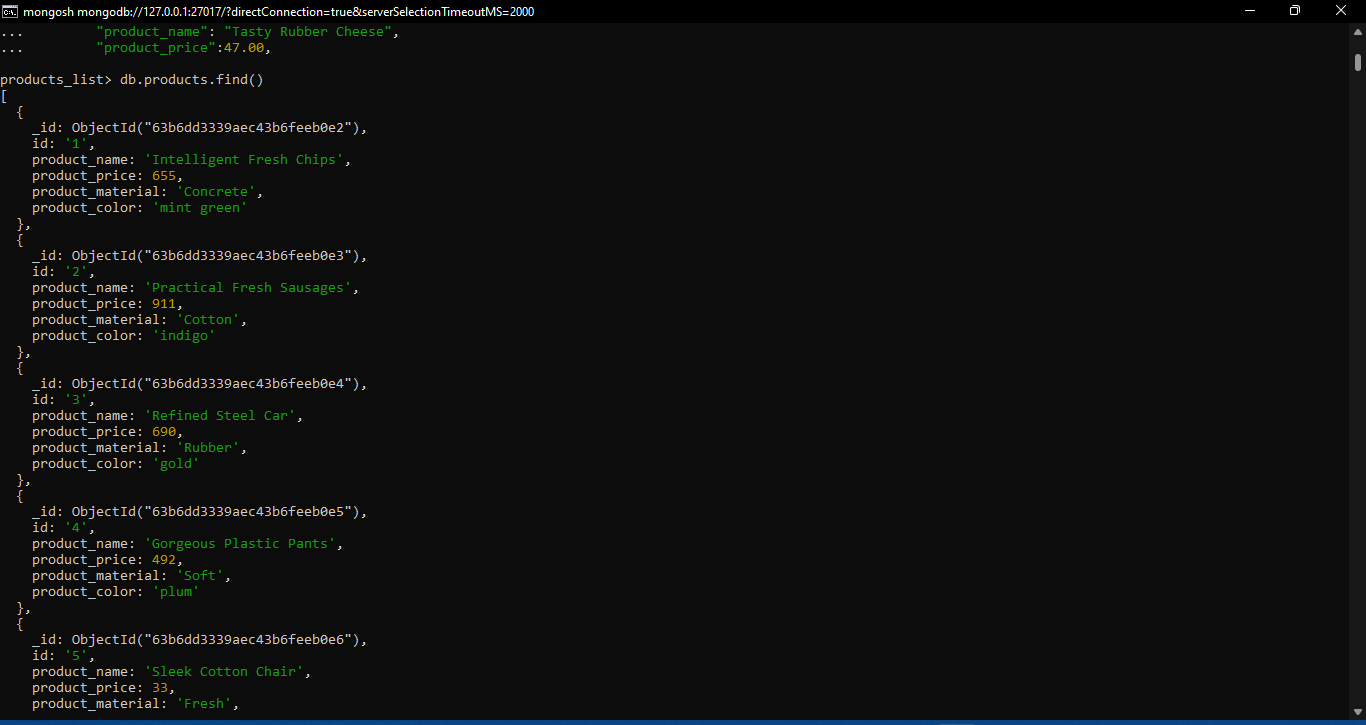 mongosh mongodb://127.0.0.1:27017/?directConnection=true&serverSelectionTimeoutMS=2000
...         "product_name": "Tasty Rubber Cheese",
...         "product_price":47.00,
products_list> db.products.find()
[
  {
    _id: ObjectId("63b6dd3339aec43b6feeb0e2"),
    id: '1',
    product_name: 'Intelligent Fresh Chips',
    product_price: 655,
    product_material: 'Concrete',
    product_color: 'mint green'
  },
  {
    _id: ObjectId("63b6dd3339aec43b6feeb0e3"),
    id: '2',
    product_name: 'Practical Fresh Sausages',
    product_price: 911,
    product_material: 'Cotton',
    product_color: 'indigo'
  },
  {
    _id: ObjectId("63b6dd3339aec43b6feeb0e4"),
    id: '3',
    product_name: 'Refined Steel Car',
    product_price: 690,
    product_material: 'Rubber',
    product_color: 'gold'
  },
  {
    _id: ObjectId("63b6dd3339aec43b6feeb0e5"),
    id: '4',
    product_name: 'Gorgeous Plastic Pants',
    product_price: 492,
    product_material: 'Soft',
    product_color: 'plum'
  },
  {
    _id: ObjectId("63b6dd3339aec43b6feeb0e6"),
    id: '5',
    product_name: 'Sleek Cotton Chair',
    product_price: 33,
    product_material: 'Fresh',